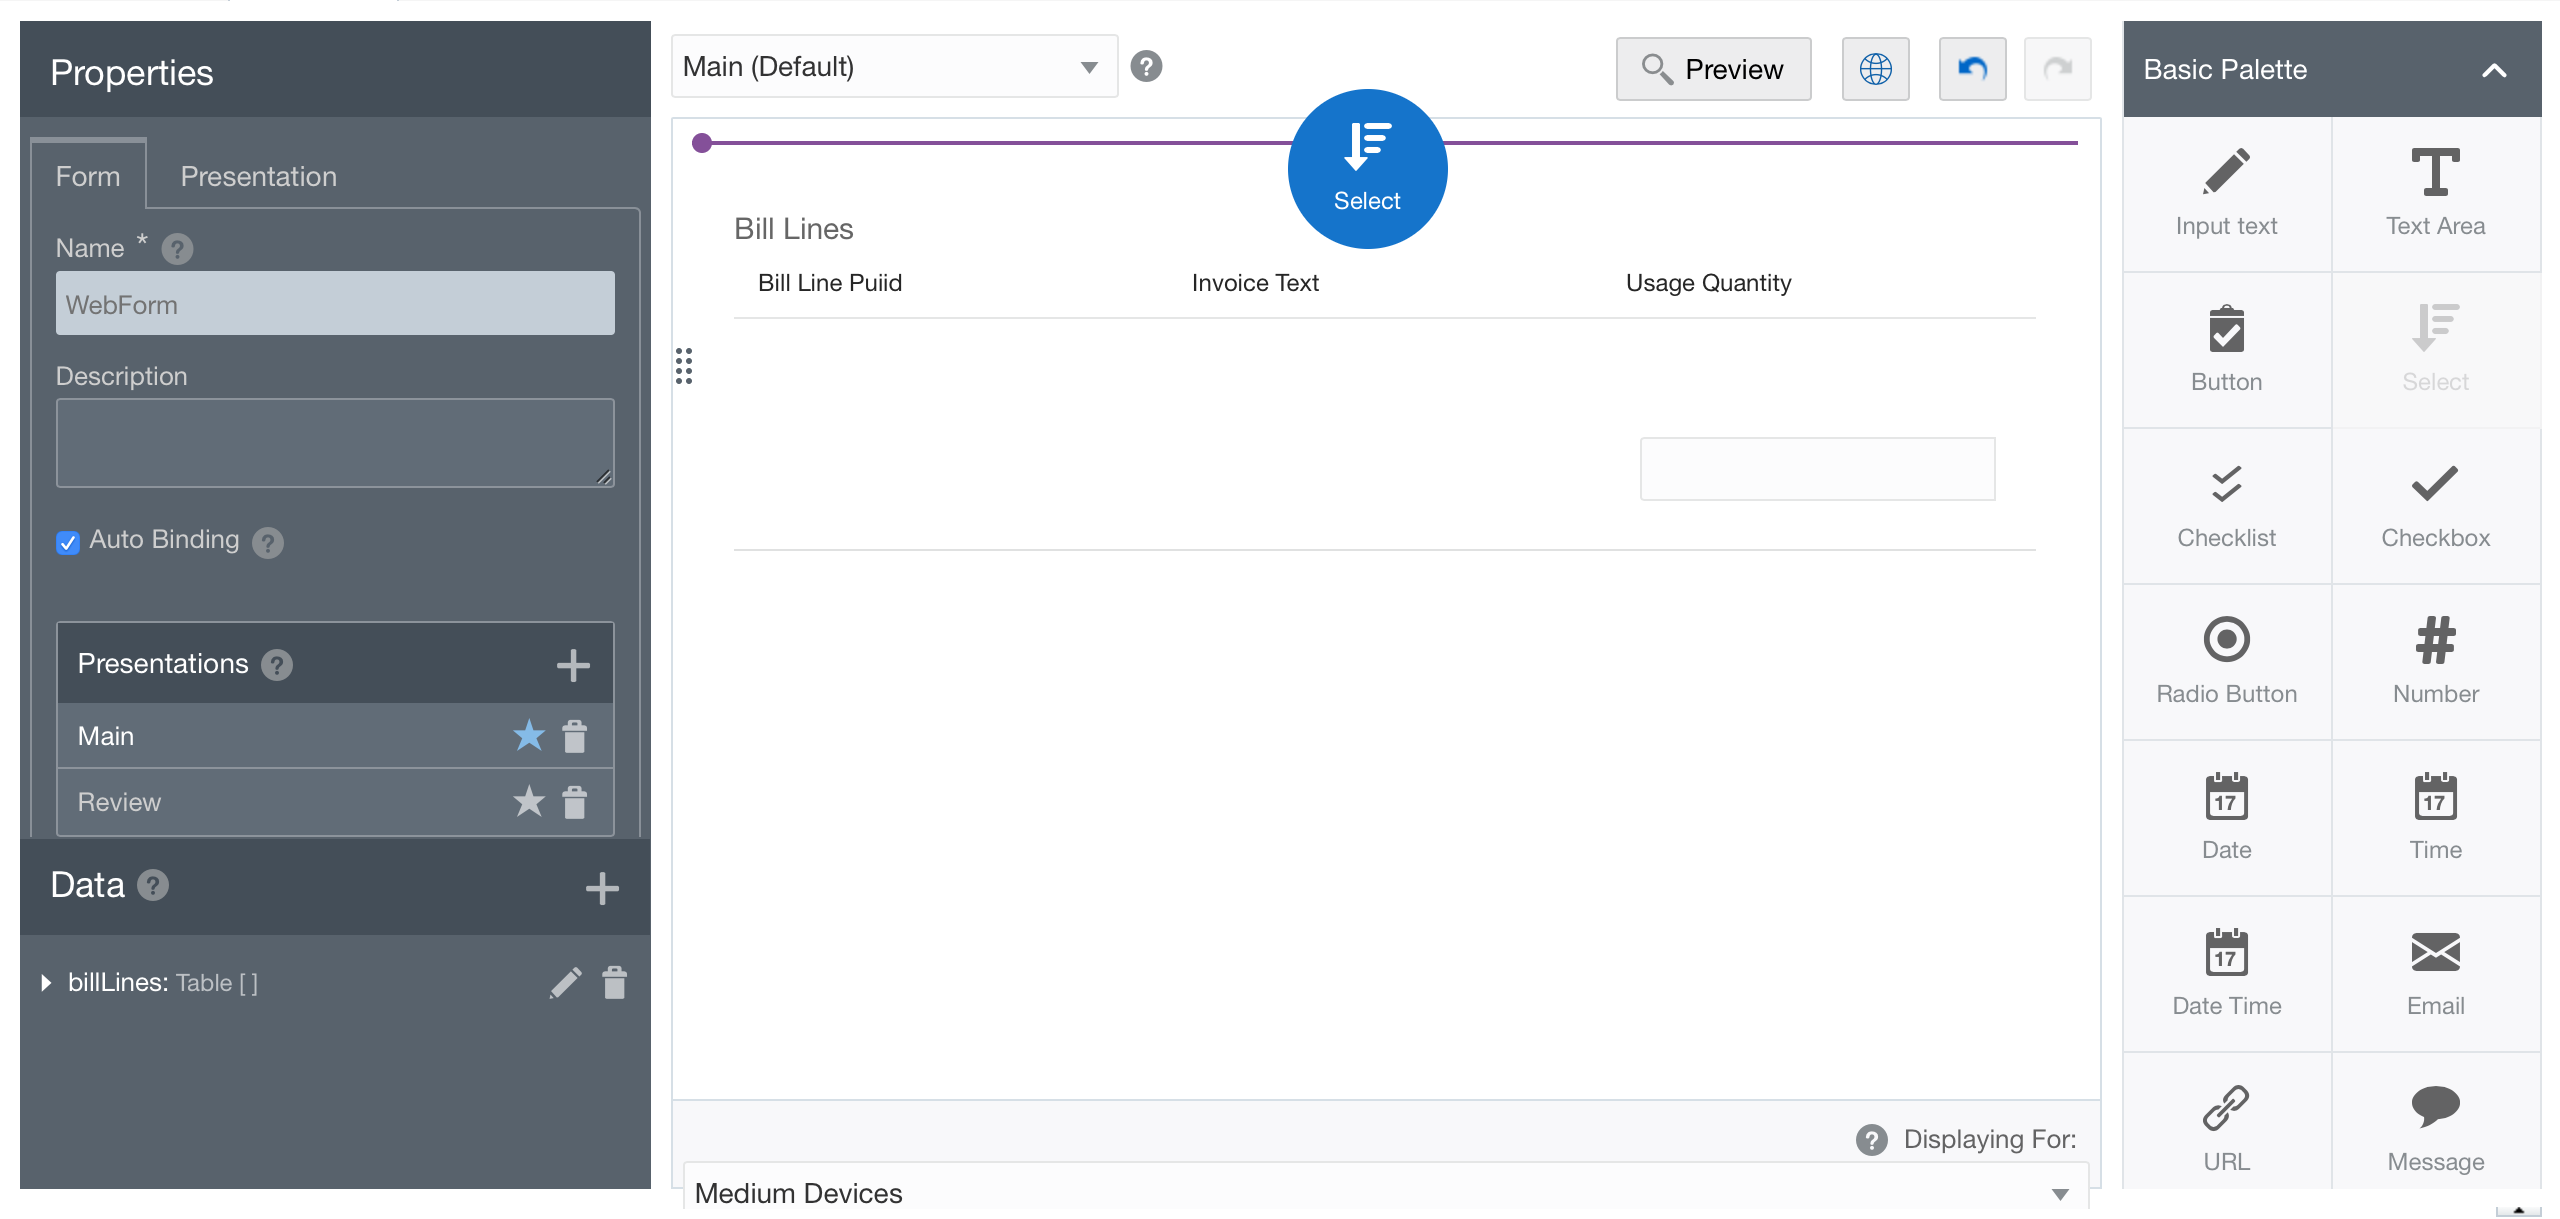 Properties
Form
Presentation
Name *
WebForm
Description
Auto Binding
Presentations
Main
Review
Data
billLines: Table [ ]
Main (Default)
Preview
Select
Bill Lines
Bill Line Puiid
Invoice Text
Usage Quantity
Displaying For:
Medium Devices
Basic Palette
Input text
Text Area
Button
Select
Checklist
Checkbox
Radio Button
Number
17
Date
17
Time
17
Date Time
Email
URL
Message